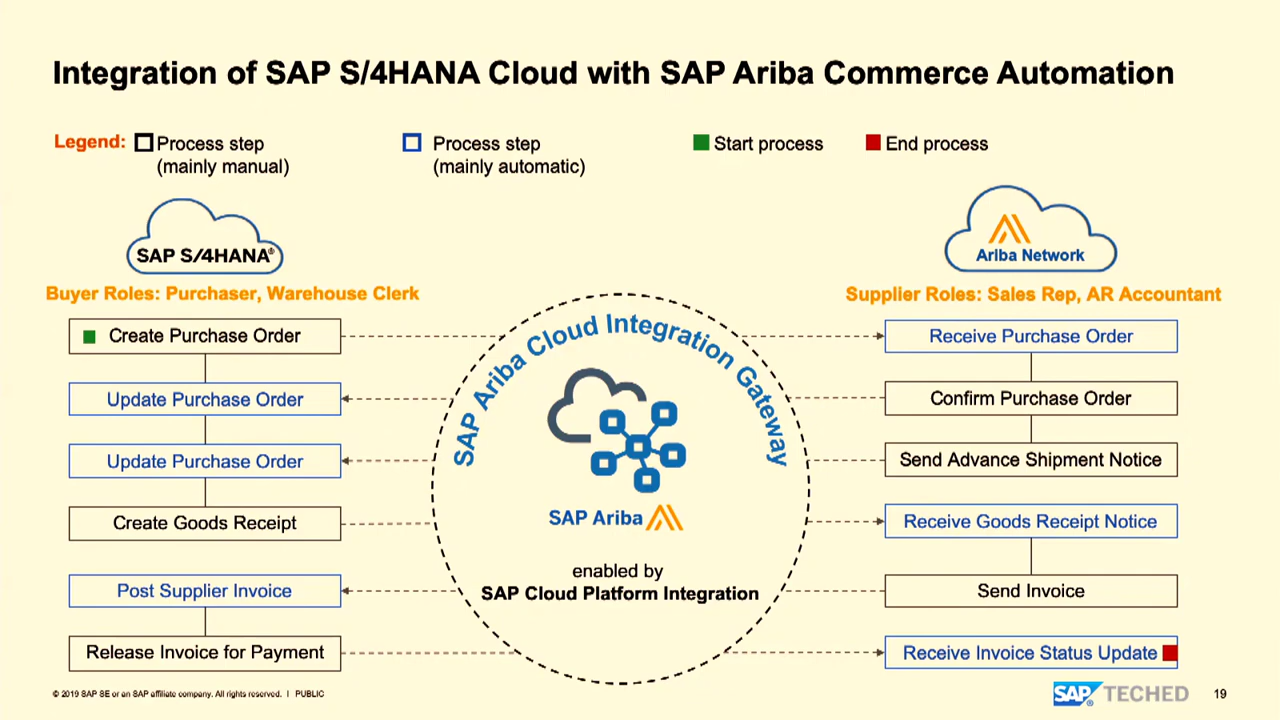 Integration of SAP S/4HANA Cloud with SAP Ariba Commerce Automation
Legend:
Process step
(mainly manual)
Process step
(mainly automatic)
Start process
End process
SAP S/4HANA®
Ariba Network
Buyer Roles: Purchaser, Warehouse Clerk
Supplier Roles: Sales Rep, AR Accountant
SAP Ariba Cloud Integration Gateway
Create Purchase Order
Receive Purchase Order
Update Purchase Order
Confirm Purchase Order
Update Purchase Order
Send Advance Shipment Notice
Create Goods Receipt
SAP Ariba
Receive Goods Receipt Notice
enabled by
SAP Cloud Platform Integration
Post Supplier Invoice
Send Invoice
Release Invoice for Payment
Receive Invoice Status Update
© 2019 SAP SE or an SAP affiliate company. All rights reserved. | PUBLIC
SAP® TECHED
19